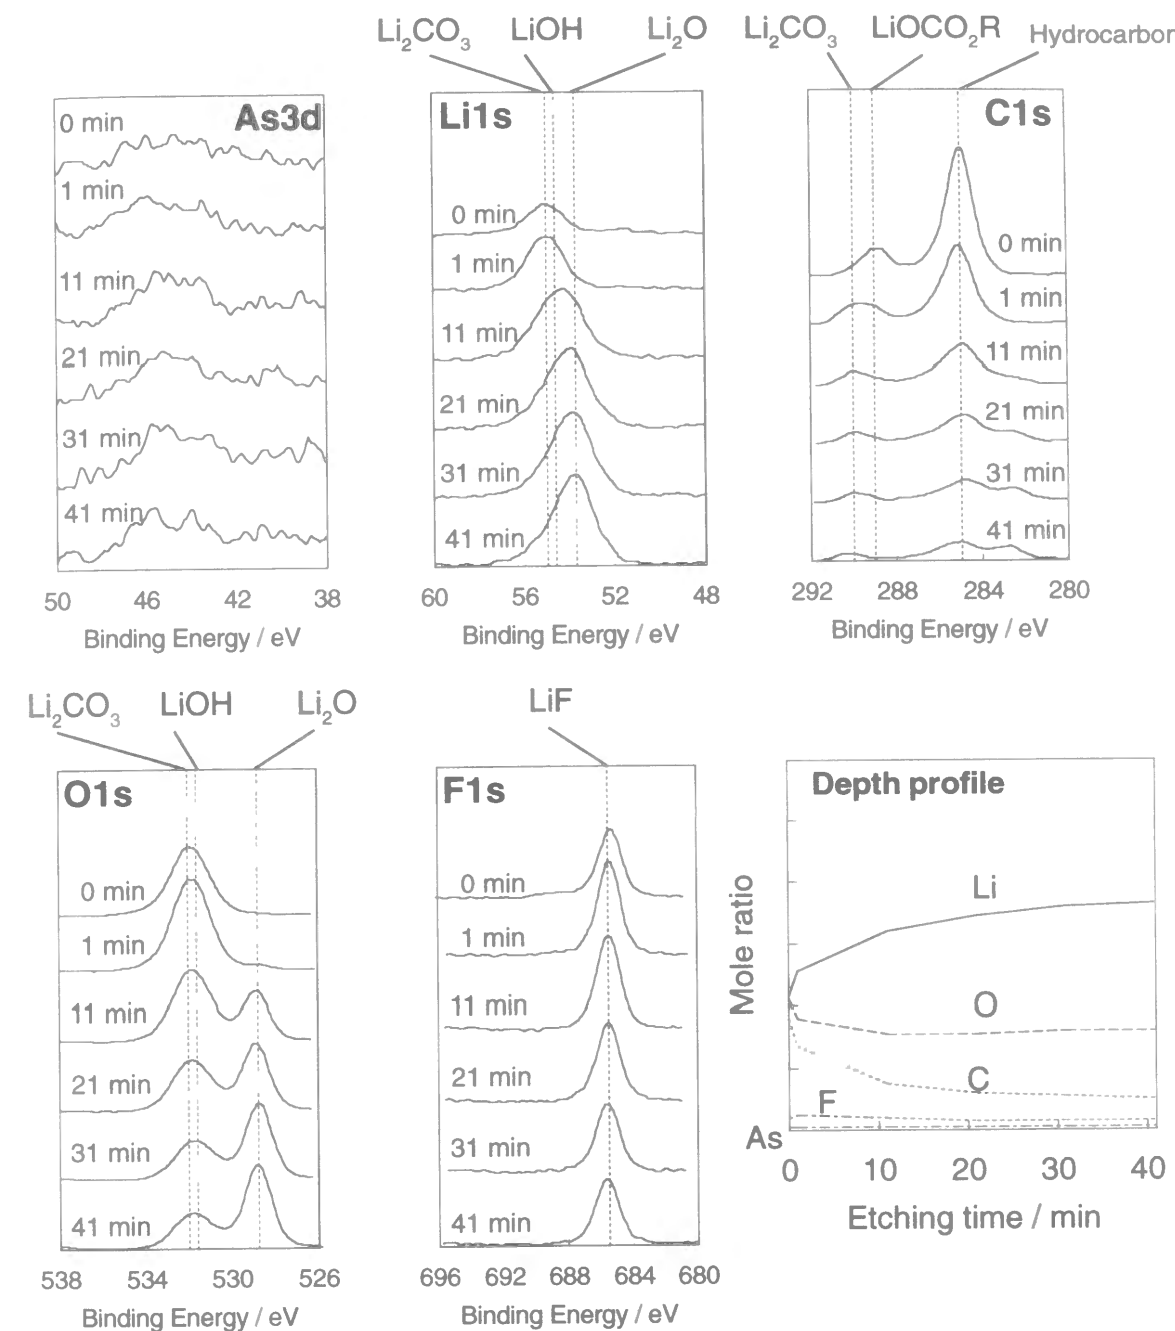 Li₂CO₃ LiOH Li₂O
Li₂CO₃ LiOCO₂R Hydrocarbon
As3d
0 min
1 min
11 min
21 min
31 min
41 min
50 46 42 38
Binding Energy / eV
Li1s
0 min
1 min
11 min
21 min
31 min
41 min
60 56 52 48
Binding Energy / eV
C1s
0 min
1 min
11 min
21 min
31 min
41 min
292 288 284 280
Binding Energy / eV
Li₂CO₃ LiOH Li₂O
O1s
0 min
1 min
11 min
21 min
31 min
41 min
538 534 530 526
Binding Energy / eV
LiF
F1s
0 min
1 min
11 min
21 min
31 min
41 min
696 692 688 684 680
Binding Energy / eV
Depth profile
Mole ratio
Li
O
C
F
As
0 10 20 30 40
Etching time / min